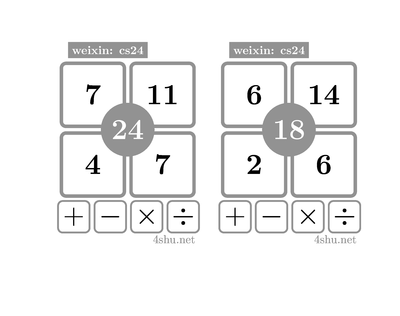 weixin: cs24
7 11
24
4 7
+ − × ÷
4shu.net
weixin: cs24
6 14
18
2 6
+ − × ÷
4shu.net